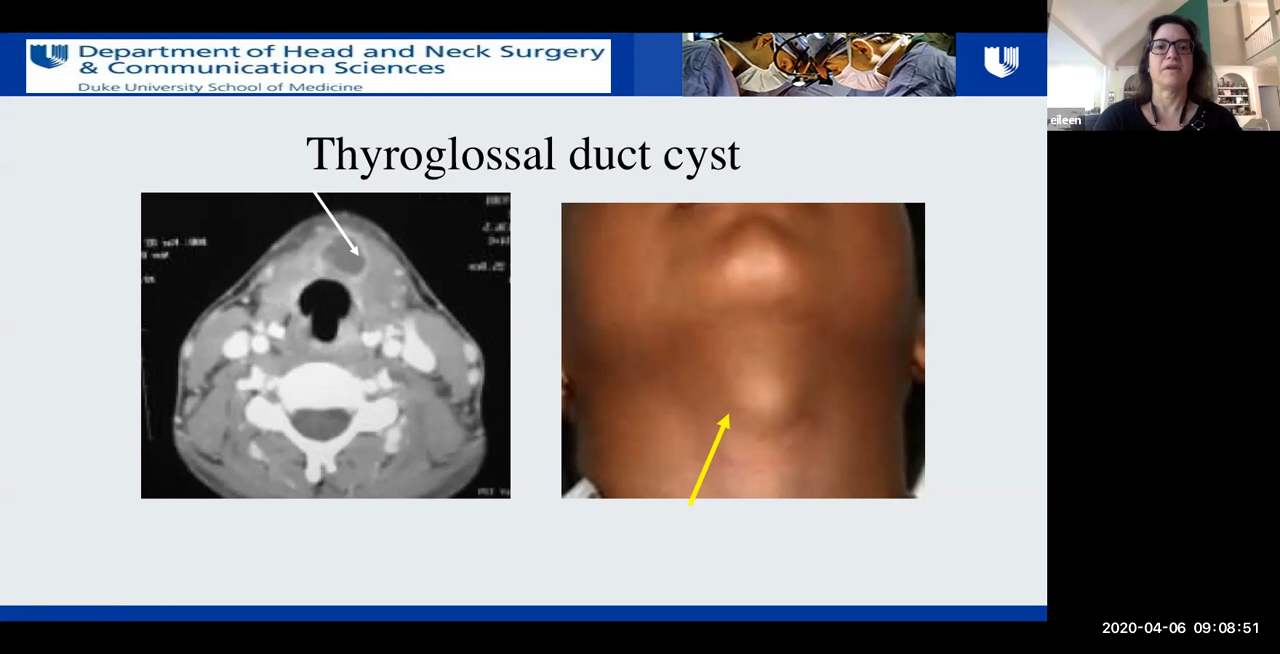 Department of Head and Neck Surgery
& Communication Sciences
Duke University School of Medicine
eileen
Thyroglossal duct cyst
2020-04-06 09:08:51